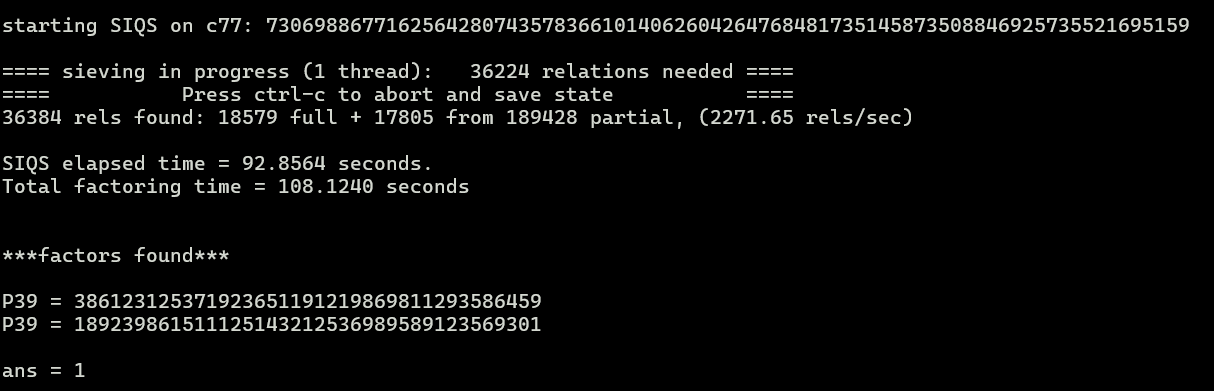 starting SIQS on c77: 73069886771625642807435783661014062604264768481735145873508846925735521695159
==== sieving in progress (1 thread): 36224 relations needed ====
==== Press ctrl-c to abort and save state ====
36384 rels found: 18579 full + 17805 from 189428 partial, (2271.65 rels/sec)
SIQS elapsed time = 92.8564 seconds.
Total factoring time = 108.1240 seconds
***factors found***
P39 = 386123125371923651191219869811293586459
P39 = 189239861511125143212536989589123569301
ans = 1